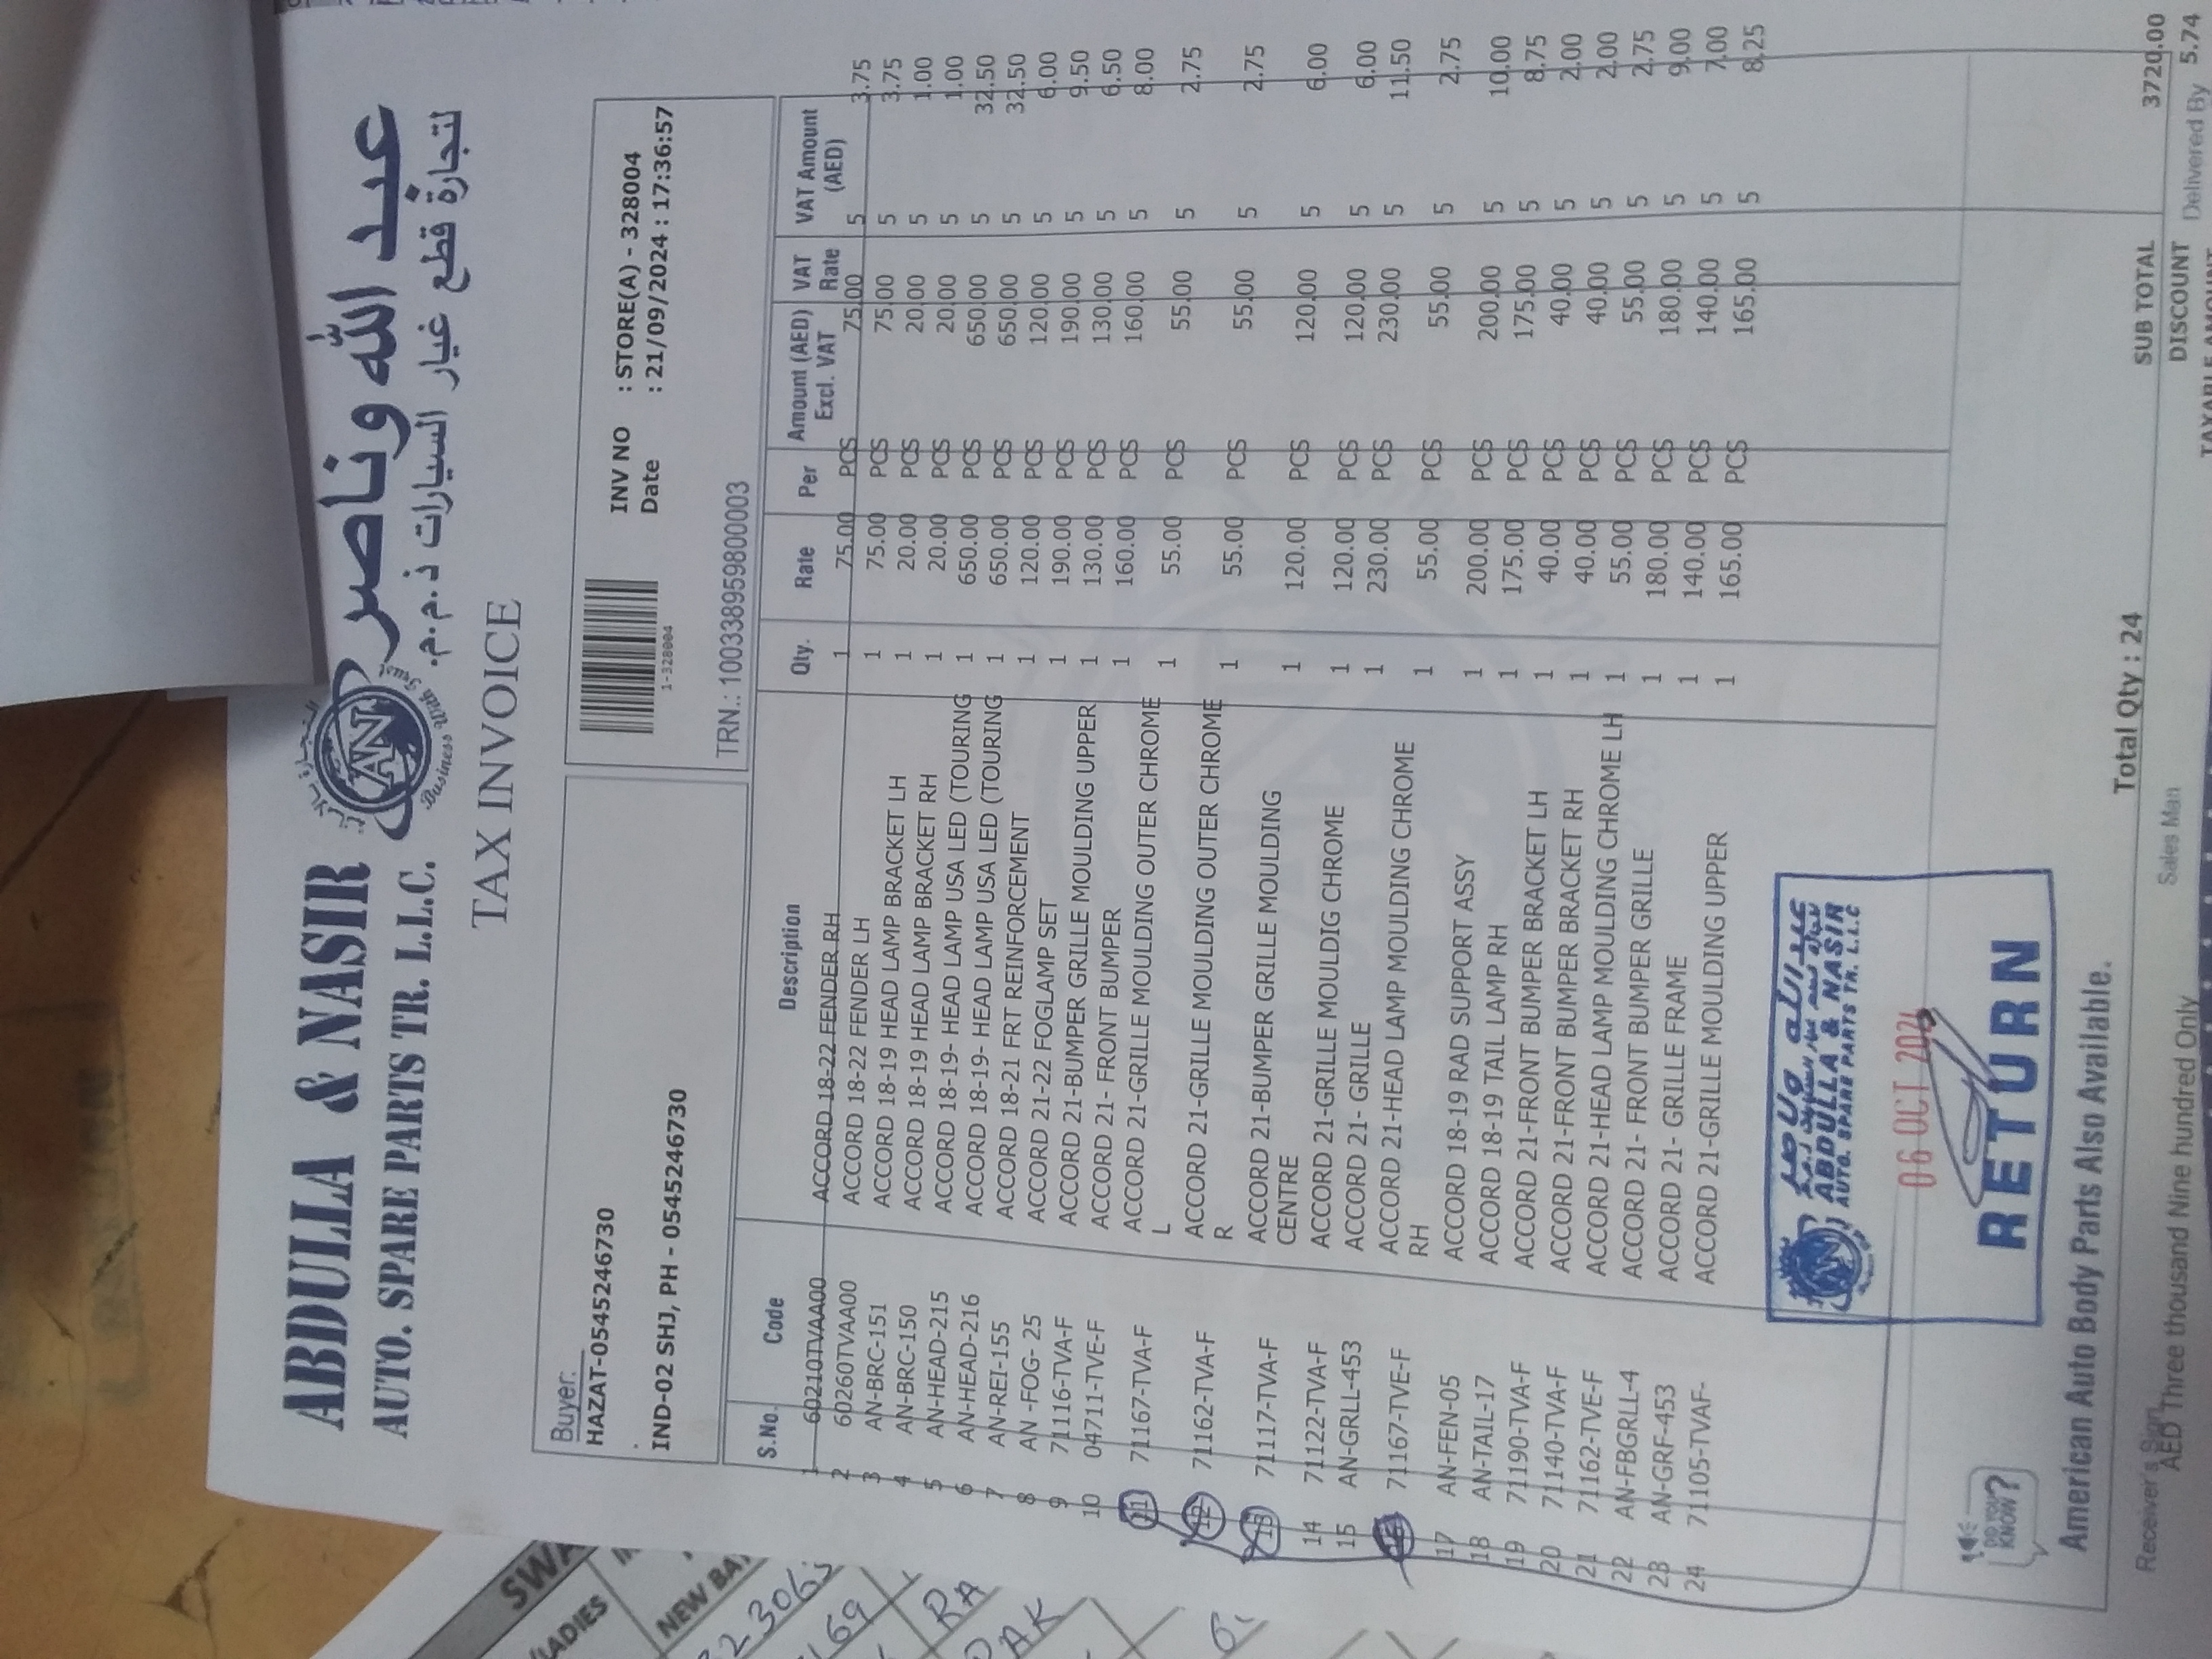 ABDULLA & NASIR
AUTO. SPARE PARTS TR. L.L.C.
عبد الله وناصر
لتجارة قطع غيار السيارات ذ.م.م.
AN
Business With Trust
TAX INVOICE
Buyer:
HAZAT-0545246730
IND-02 SHJ, PH - 0545246730
1-328004
INV NO : STORE(A) - 328004
Date : 21/09/2024 : 17:36:57
TRN.: 100338959800003
S.No. Code Description Qty. Rate Per Amount (AED) Excl. VAT VAT Rate VAT Amount (AED)
1 60210TVAA00 ACCORD 18-22 FENDER RH 1 75.00 PCS 75.00 5 3.75
2 60260TVAA00 ACCORD 18-22 FENDER LH 1 75.00 PCS 75.00 5 3.75
3 AN-BRC-151 ACCORD 18-19 HEAD LAMP BRACKET LH 1 20.00 PCS 20.00 5 1.00
4 AN-BRC-150 ACCORD 18-19 HEAD LAMP BRACKET RH 1 20.00 PCS 20.00 5 1.00
5 AN-HEAD-215 ACCORD 18-19- HEAD LAMP USA LED (TOURING 1 650.00 PCS 650.00 5 32.50
6 AN-HEAD-216 ACCORD 18-19- HEAD LAMP USA LED (TOURING 1 650.00 PCS 650.00 5 32.50
7 AN-REI-155 ACCORD 18-21 FRT REINFORCEMENT 1 120.00 PCS 120.00 5 6.00
8 AN -FOG- 25 ACCORD 21-22 FOGLAMP SET 1 190.00 PCS 190.00 5 9.50
9 71116-TVA-F ACCORD 21-BUMPER GRILLE MOULDING UPPER 1 130.00 PCS 130.00 5 6.50
10 04711-TVE-F ACCORD 21- FRONT BUMPER 1 160.00 PCS 160.00 5 8.00
11 71167-TVA-F ACCORD 21-GRILLE MOULDING OUTER CHROME 1 55.00 PCS 55.00 5 2.75
L
12 71162-TVA-F ACCORD 21-GRILLE MOULDING OUTER CHROME 1 55.00 PCS 55.00 5 2.75
R
13 71117-TVA-F ACCORD 21-BUMPER GRILLE MOULDING 1 120.00 PCS 120.00 5 6.00
CENTRE
14 71122-TVA-F ACCORD 21-GRILLE MOULDIG CHROME 1 120.00 PCS 120.00 5 6.00
15 AN-GRLL-453 ACCORD 21- GRILLE 1 230.00 PCS 230.00 5 11.50
16 71167-TVE-F ACCORD 21-HEAD LAMP MOULDING CHROME 1 55.00 PCS 55.00 5 2.75
RH
17 AN-FEN-05 ACCORD 18-19 RAD SUPPORT ASSY 1 200.00 PCS 200.00 5 10.00
18 AN-TAIL-17 ACCORD 18-19 TAIL LAMP RH 1 175.00 PCS 175.00 5 8.75
19 71190-TVA-F ACCORD 21-FRONT BUMPER BRACKET LH 1 40.00 PCS 40.00 5 2.00
20 71140-TVA-F ACCORD 21-FRONT BUMPER BRACKET RH 1 40.00 PCS 40.00 5 2.00
21 71162-TVE-F ACCORD 21-HEAD LAMP MOULDING CHROME LH 1 55.00 PCS 55.00 5 2.75
22 AN-FBGRLL-4 ACCORD 21- FRONT BUMPER GRILLE 1 180.00 PCS 180.00 5 9.00
23 AN-GRF-453 ACCORD 21- GRILLE FRAME 1 140.00 PCS 140.00 5 7.00
24 71105-TVAF- ACCORD 21-GRILLE MOULDING UPPER 1 165.00 PCS 165.00 5 8.25
ABDULLA & NASIR
AUTO. SPARE PARTS TR. L.L.C
06 OCT 2024
RETURN
DID YOU KNOW?
American Auto Body Parts Also Available.
Total Qty : 24
SUB TOTAL 3720.00
DISCOUNT 5.74
Receiver's Sign
Sales Man
Delivered By
AED Three thousand Nine hundred Only
LADIES
NEW BA
RA